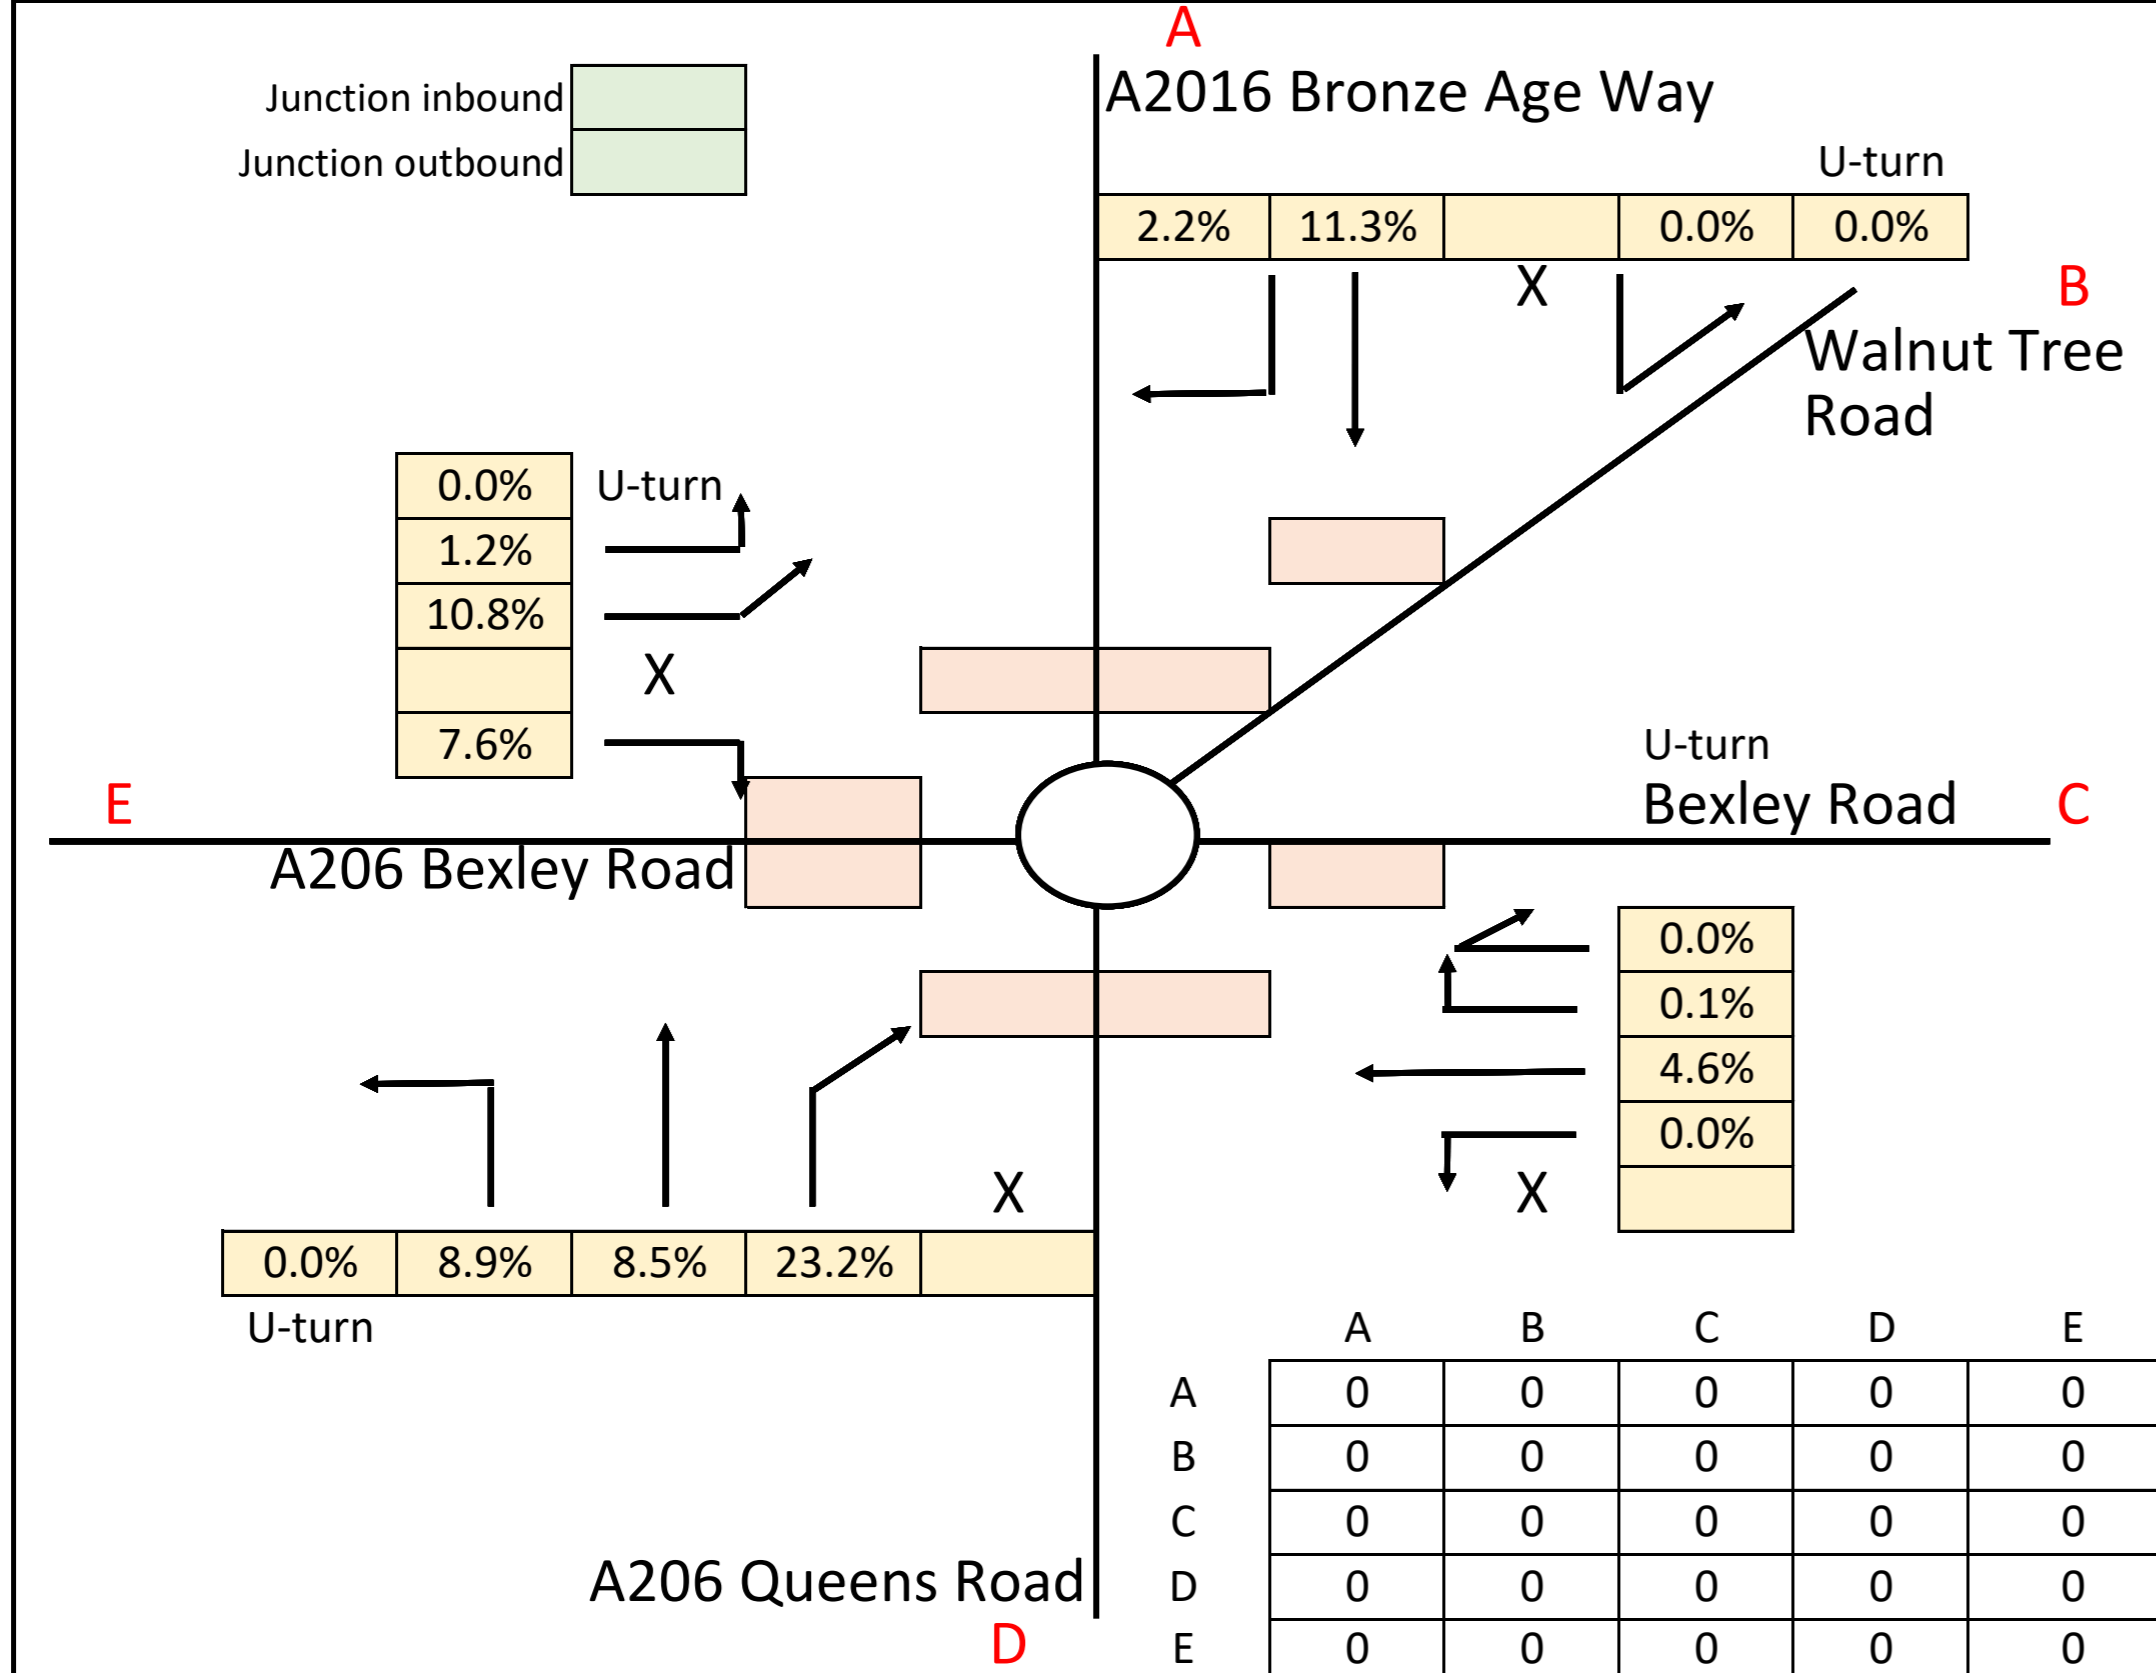 A
A2016 Bronze Age Way
Junction inbound
Junction outbound
U-turn
2.2% 11.3% 0.0% 0.0%
X
B
Walnut Tree
Road
0.0% U-turn
1.2%
10.8%
X
7.6%
U-turn
E
Bexley Road C
A206 Bexley Road
0.0%
0.1%
4.6%
0.0%
X
X
0.0% 8.9% 8.5% 23.2%
U-turn
A B C D E
A 0 0 0 0 0
B 0 0 0 0 0
C 0 0 0 0 0
D 0 0 0 0 0
E 0 0 0 0 0
A206 Queens Road
D